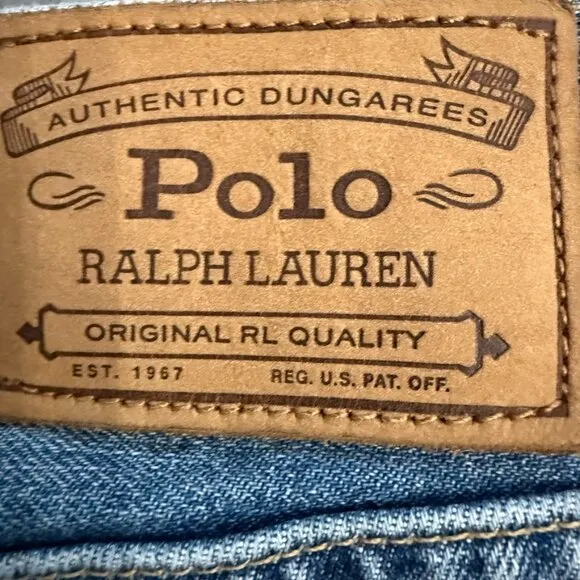 AUTHENTIC DUNGAREES
Polo
RALPH LAUREN
ORIGINAL RL QUALITY
EST. 1967 REG. U.S. PAT. OFF.